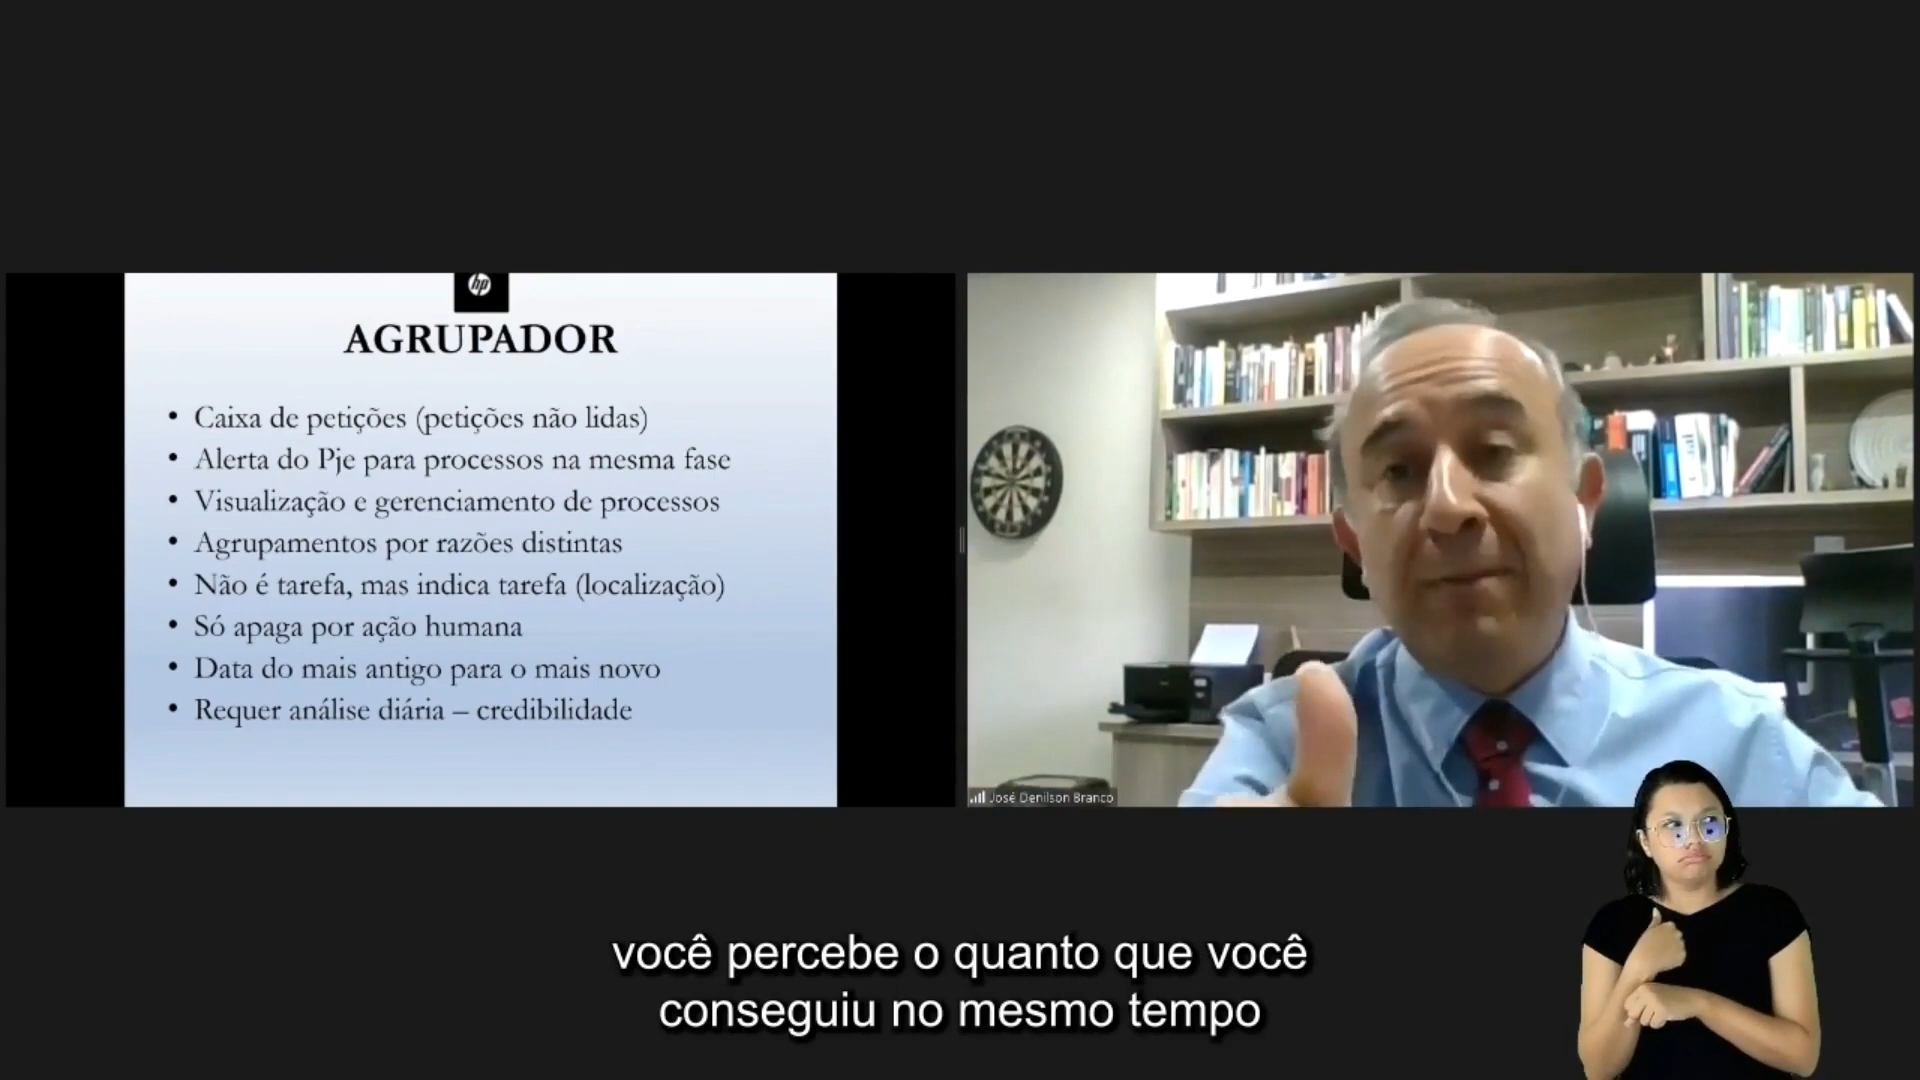 hp
AGRUPADOR
• Caixa de petições (petições não lidas)
• Alerta do Pje para processos na mesma fase
• Visualização e gerenciamento de processos
• Agrupamentos por razões distintas
• Não é tarefa, mas indica tarefa (localização)
• Só apaga por ação humana
• Data do mais antigo para o mais novo
• Requer análise diária – credibilidade
José Denilson Branco
você percebe o quanto que você
conseguiu no mesmo tempo